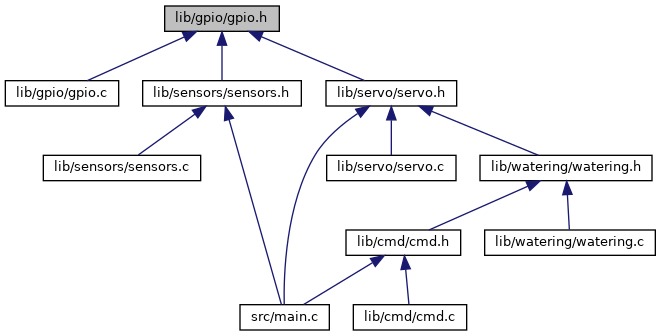 lib/gpio/gpio.h
lib/gpio/gpio.c
lib/sensors/sensors.h
lib/servo/servo.h
lib/sensors/sensors.c
lib/servo/servo.c
lib/watering/watering.h
lib/cmd/cmd.h
lib/watering/watering.c
src/main.c
lib/cmd/cmd.c